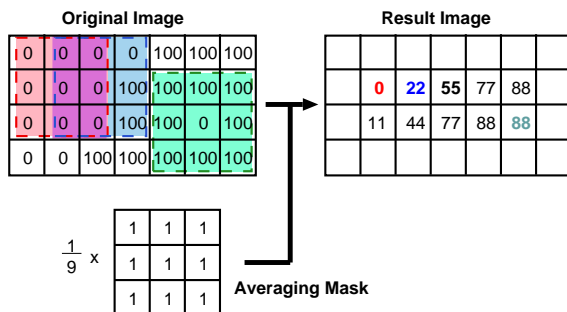 Original Image
Result Image
0 0 0 0 100 100 100
0 0 0 100 100 100 100
0 0 0 100 100 0 100
0 0 100 100 100 100 100
0 22 55 77 88
11 44 77 88 88
1 1 1
1 1 1
1 1 1
1
9 x
Averaging Mask